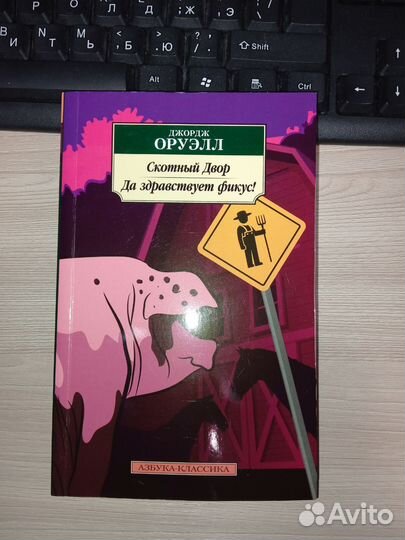 Ю . ?
В И Т М Ь < Б , > Ю . ? /
Shift
Alt
Ctrl
ДЖОРДЖ
ОРУЭЛЛ
Скотный Двор
Да здравствует фикус!
АЗБУКА-КЛАССИКА
Avito